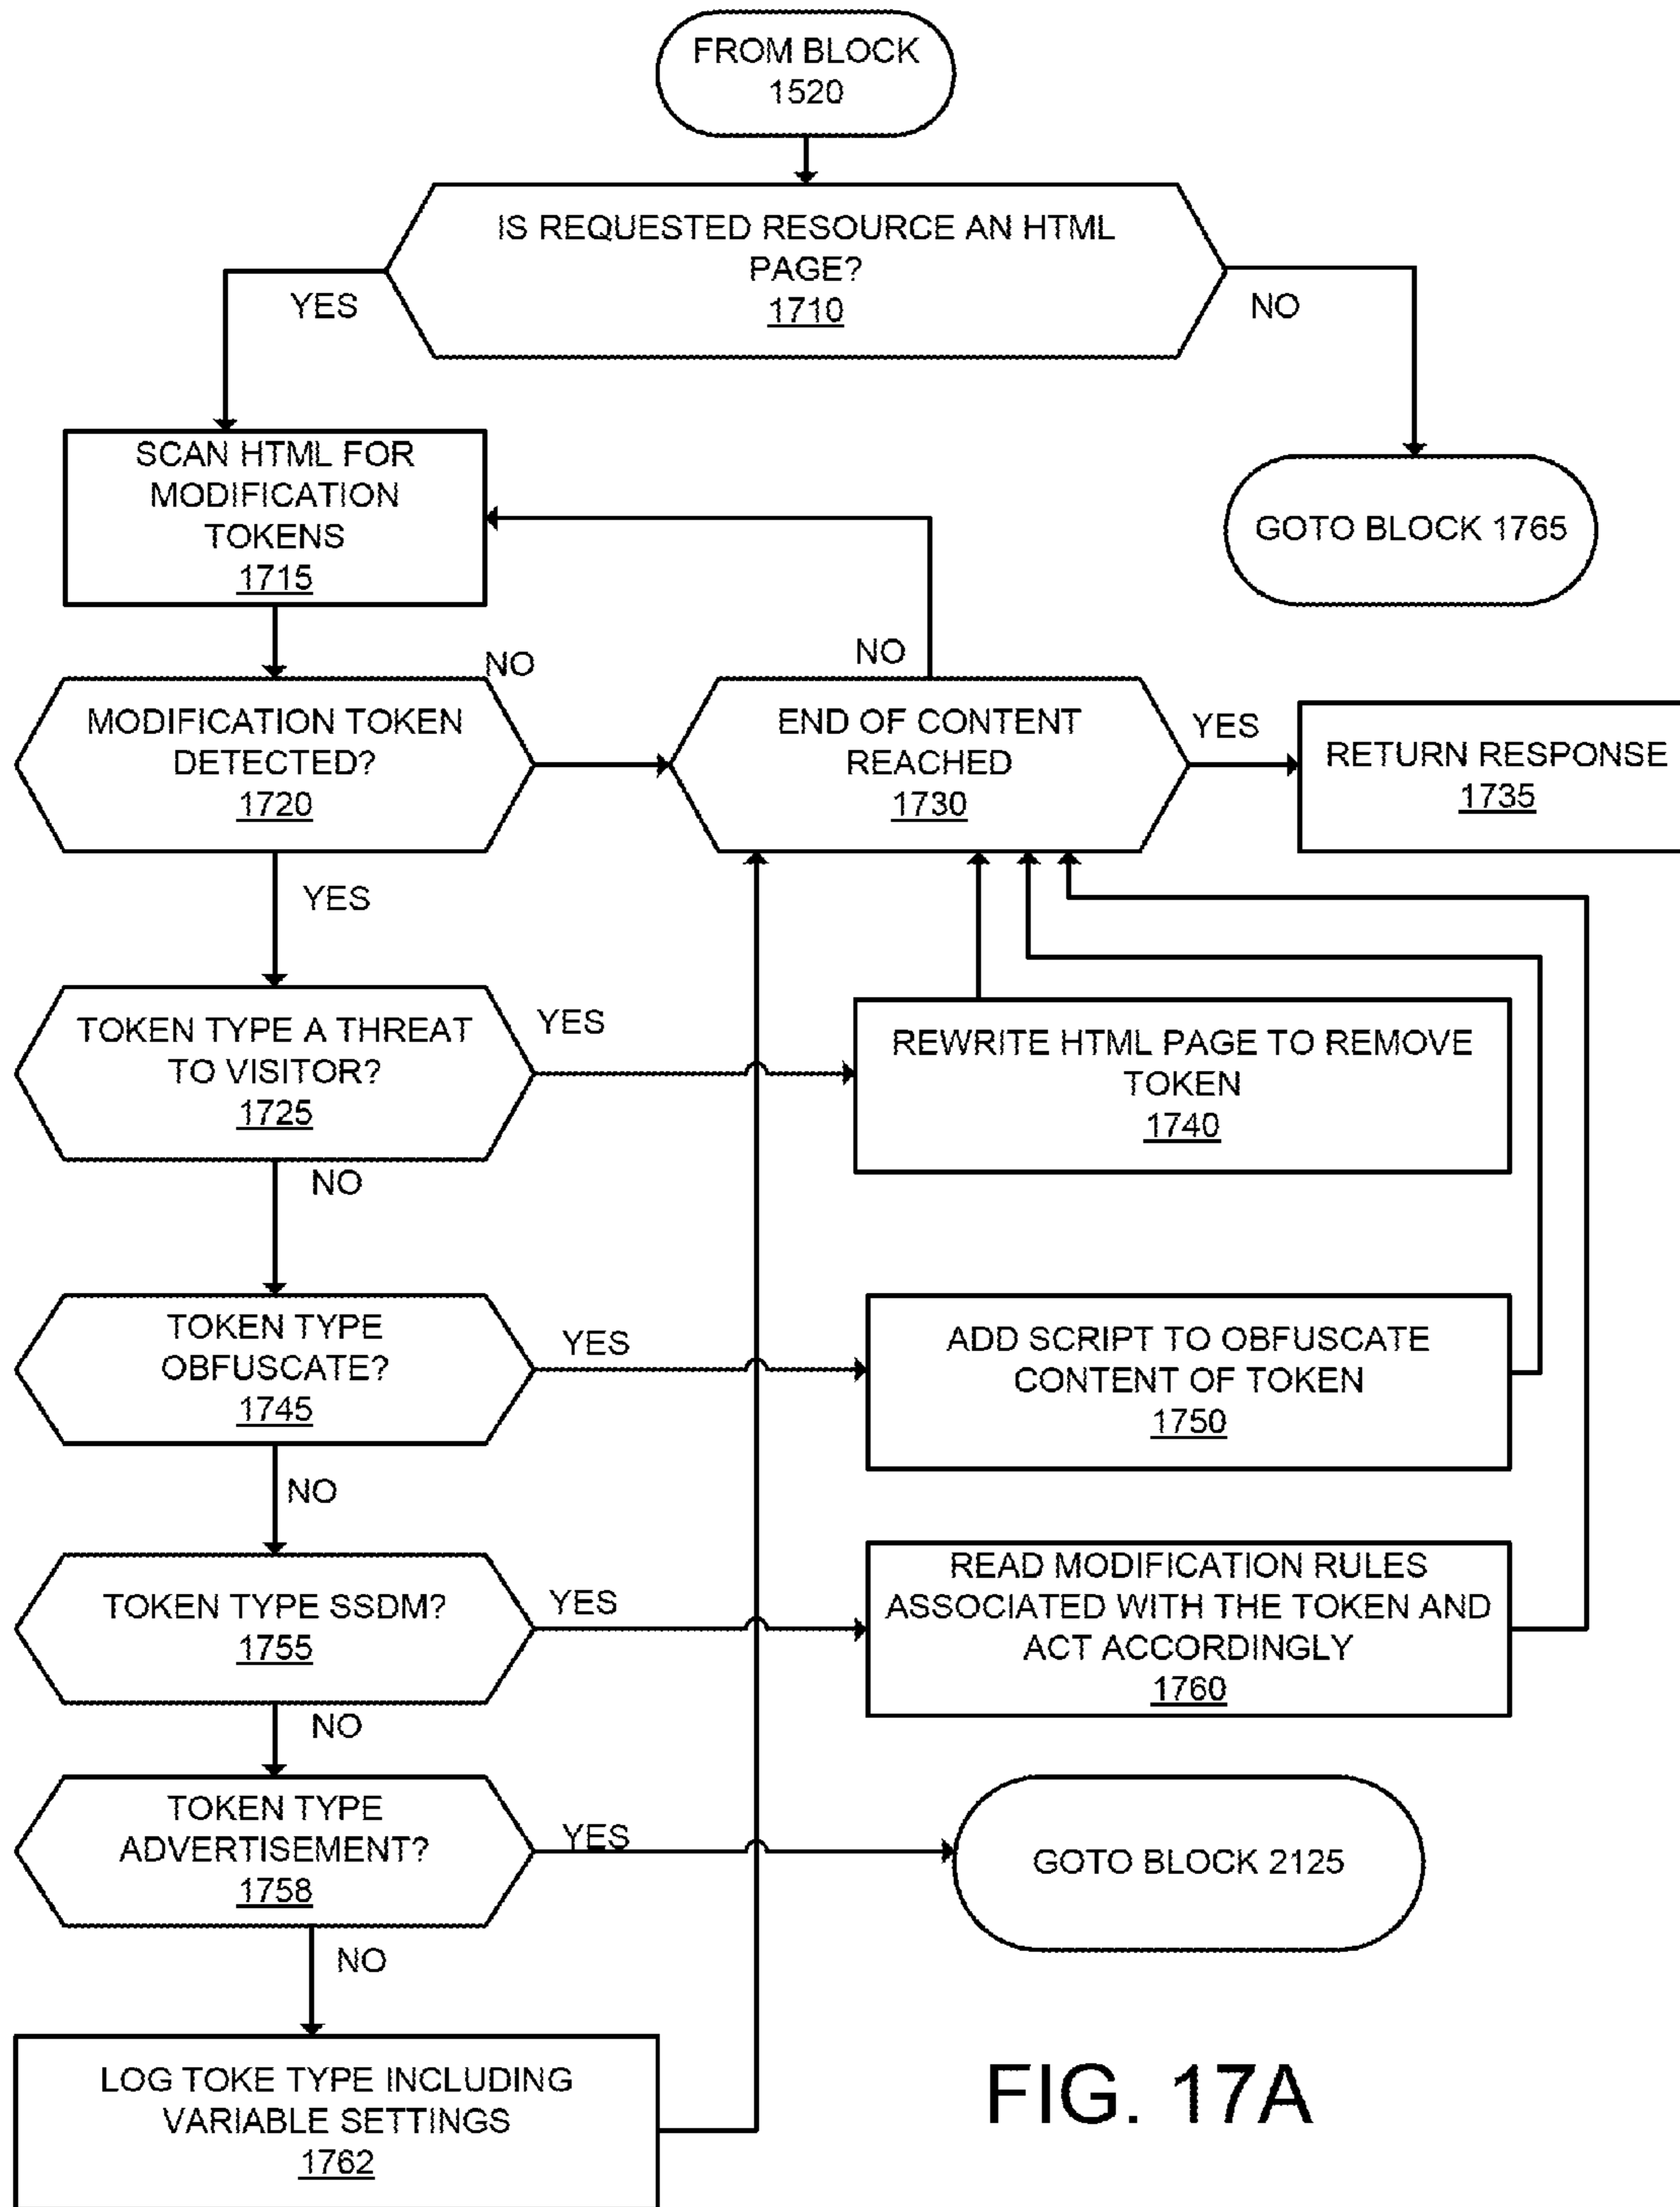 FROM BLOCK
1520
IS REQUESTED RESOURCE AN HTML
PAGE?
1710
YES
NO
SCAN HTML FOR
MODIFICATION
TOKENS
1715
GOTO BLOCK 1765
NO
NO
MODIFICATION TOKEN
DETECTED?
1720
END OF CONTENT
REACHED
1730
YES
RETURN RESPONSE
1735
YES
TOKEN TYPE A THREAT
TO VISITOR?
1725
YES
REWRITE HTML PAGE TO REMOVE
TOKEN
1740
NO
TOKEN TYPE
OBFUSCATE?
1745
YES
ADD SCRIPT TO OBFUSCATE
CONTENT OF TOKEN
1750
NO
TOKEN TYPE SSDM?
1755
YES
READ MODIFICATION RULES
ASSOCIATED WITH THE TOKEN AND
ACT ACCORDINGLY
1760
NO
TOKEN TYPE
ADVERTISEMENT?
1758
YES
GOTO BLOCK 2125
NO
LOG TOKE TYPE INCLUDING
VARIABLE SETTINGS
1762
FIG. 17A